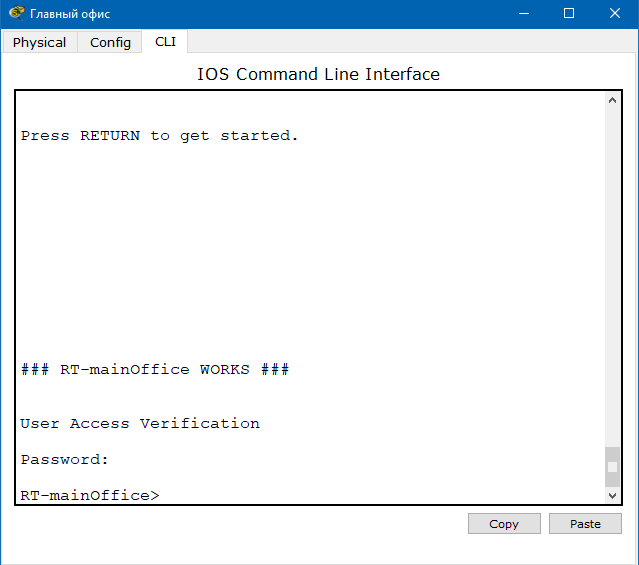 Главный офис
Physical Config CLI
IOS Command Line Interface
Press RETURN to get started.
### RT-mainOffice WORKS ###
User Access Verification
Password:
RT-mainOffice>
Copy Paste